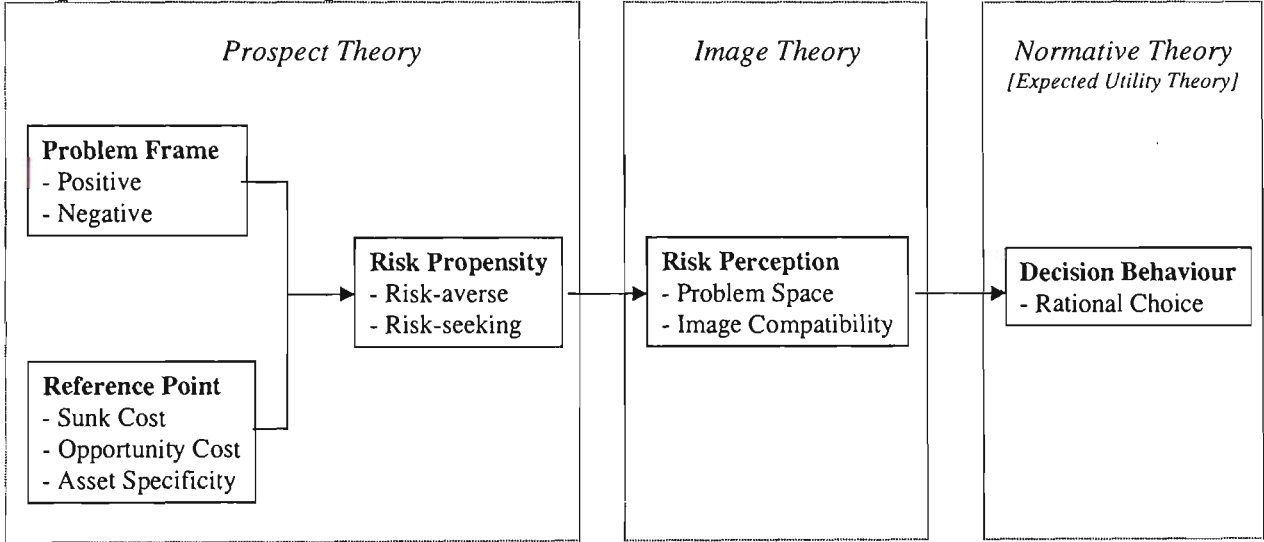 Prospect Theory
Problem Frame
- Positive
- Negative
Reference Point
- Sunk Cost
- Opportunity Cost
- Asset Specificity
Risk Propensity
- Risk-averse
- Risk-seeking
Image Theory
Risk Perception
- Problem Space
- Image Compatibility
Normative Theory
[Expected Utility Theory]
Decision Behaviour
- Rational Choice